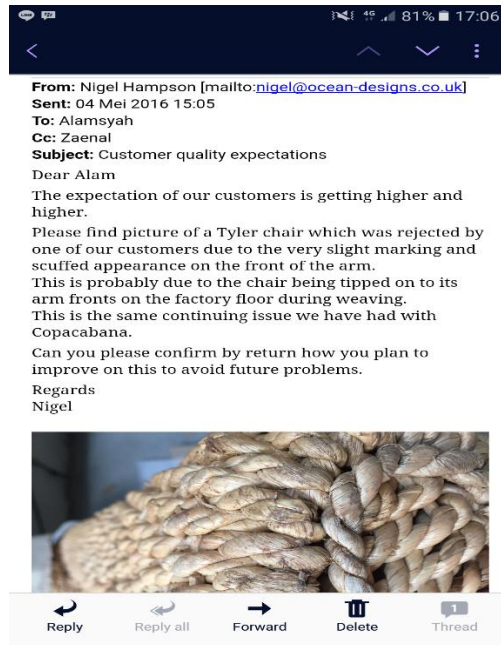 4G 81% 17:06
From: Nigel Hampson [mailto:nigel@ocean-designs.co.uk]
Sent: 04 Mei 2016 15:05
To: Alamsyah
Cc: Zaenal
Subject: Customer quality expectations
Dear Alam
The expectation of our customers is getting higher and
higher.
Please find picture of a Tyler chair which was rejected by
one of our customers due to the very slight marking and
scuffed appearance on the front of the arm.
This is probably due to the chair being tipped on to its
arm fronts on the factory floor during weaving.
This is the same continuing issue we have had with
Copacabana.
Can you please confirm by return how you plan to
improve on this to avoid future problems.
Regards
Nigel
1
Reply Reply all Forward Delete Thread